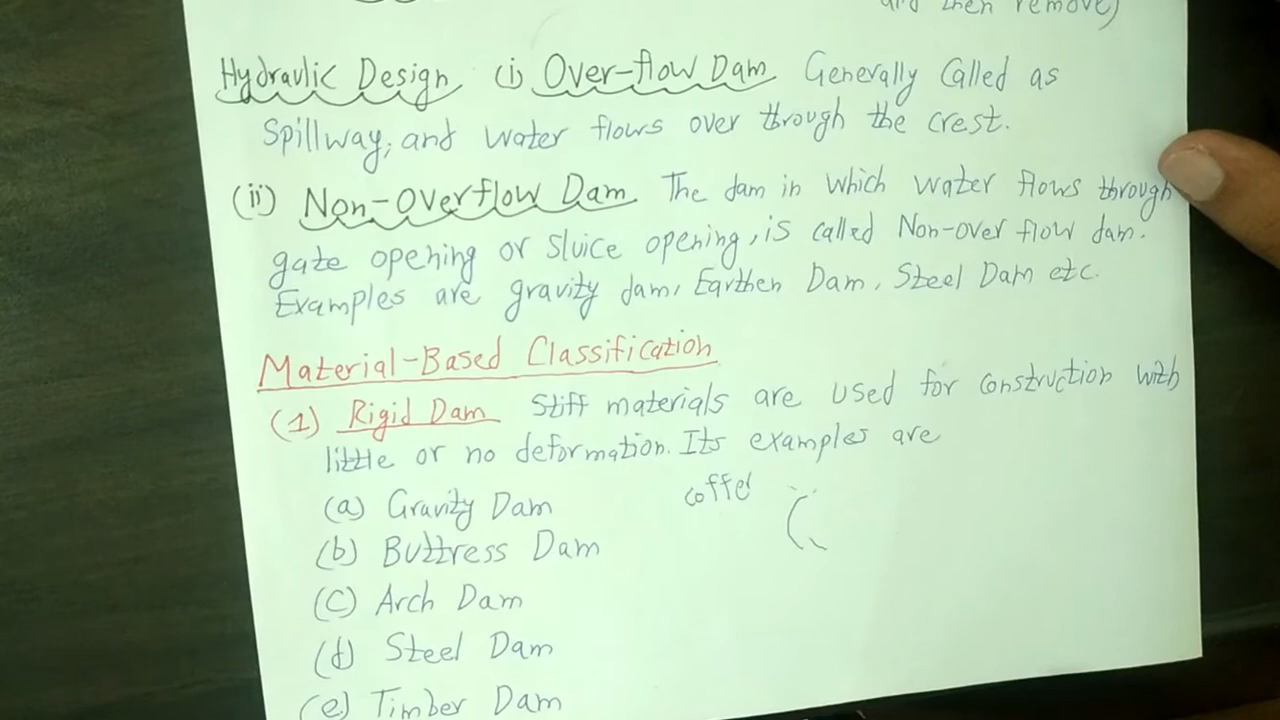 and then remove)
Hydraulic Design (i) Over-flow Dam Generally Called as
Spillway, and water flows over through the crest.
(ii) Non-Overflow Dam The dam in which water flows through
gate opening or sluice opening, is called Non-over flow dam.
Examples are gravity dam, Earthen Dam, Steel Dam etc.
Material-Based Classification
(1) Rigid Dam Stiff materials are used for construction with
little or no deformation. Its examples are
(a) Gravity Dam coffer
(b) Buttress Dam
(c) Arch Dam
(d) Steel Dam
(e) Timber Dam